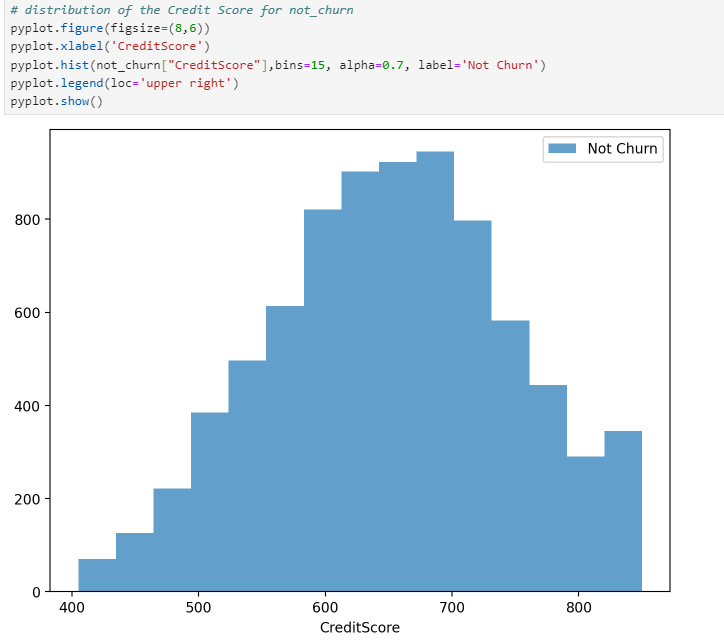 # distribution of the Credit Score for not_churn
pyplot.figure(figsize=(8,6))
pyplot.xlabel('CreditScore')
pyplot.hist(not_churn["CreditScore"],bins=15, alpha=0.7, label='Not Churn')
pyplot.legend(loc='upper right')
pyplot.show()
Not Churn
800
600
400
200
0
400 500 600 700 800
CreditScore